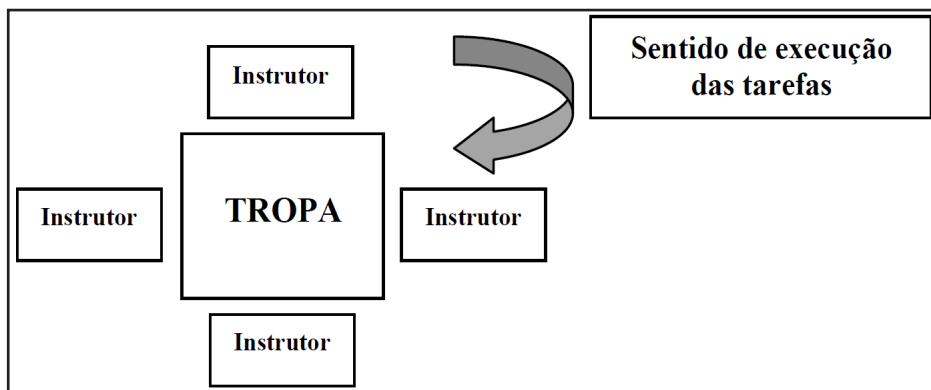 Sentido de execução
das tarefas
Instrutor
Instrutor
TROPA
Instrutor
Instrutor